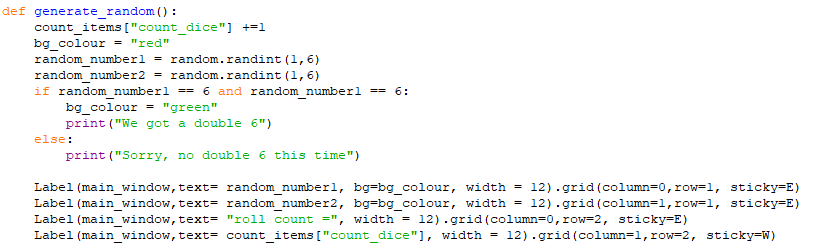 def generate_random():
    count_items["count_dice"] +=1
    bg_colour = "red"
    random_number1 = random.randint(1,6)
    random_number2 = random.randint(1,6)
    if random_number1 == 6 and random_number1 == 6:
        bg_colour = "green"
        print("We got a double 6")
    else:
        print("Sorry, no double 6 this time")

    Label(main_window,text= random_number1, bg=bg_colour, width = 12).grid(column=0,row=1, sticky=E)
    Label(main_window,text= random_number2, bg=bg_colour, width = 12).grid(column=1,row=1, sticky=E)
    Label(main_window,text= "roll count =", width = 12).grid(column=0,row=2, sticky=E)
    Label(main_window,text= count_items["count_dice"], width = 12).grid(column=1,row=2, sticky=W)